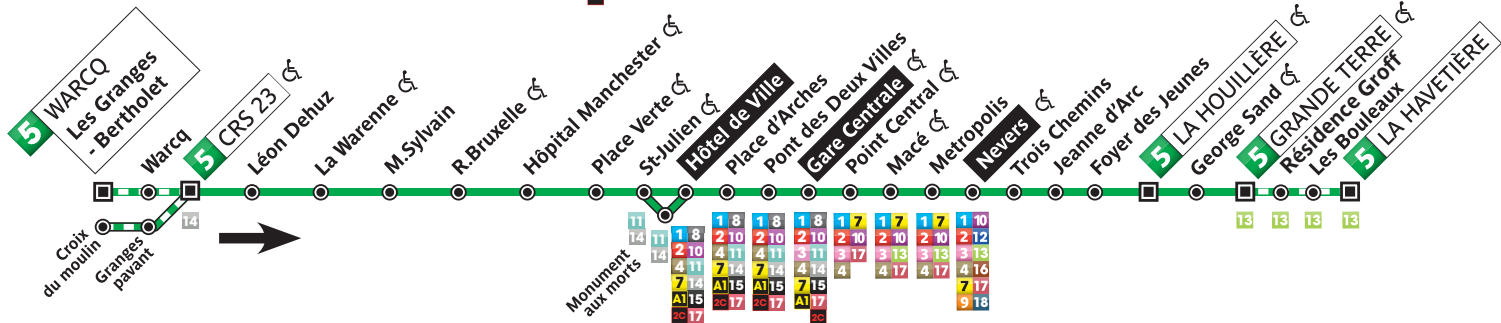 5 WARCQ
Les Granges
- Bertholet
Warcq
5 CRS 23
Léon Dehuz
La Warenne
M.Sylvain
R.Bruxelle
Hôpital Manchester
Place Verte
St-Julien
Hôtel de Ville
Place d'Arches
Pont des Deux Villes
Gare Centrale
Point Central
Macé
Metropolis
Nevers
Trois Chemins
Jeanne d'Arc
Foyer des Jeunes
5 LA HOUILLÈRE
George Sand
5 GRANDE TERRE
Résidence Groff
Les Bouleaux
5 LA HAVETIÈRE
Croix
du moulin
Granges
pavant
14
Monument
aux morts
11
14
11
14
1 8
2 10
4 11
7 14
A1 15
2C 17
1 8
2 10
4 11
7 14
A1 15
2C 17
1 8
2 10
4 11
7 14
A1 15
2C 17
1 8
2 10
3 11
4 14
7 15
A1 17
2C
1 7
2 10
3 17
4
1 7
2 10
3 13
4 17
1 7
2 10
3 13
4 17
1 10
2 12
3 13
4 16
7 17
9 18
13
13
13
13